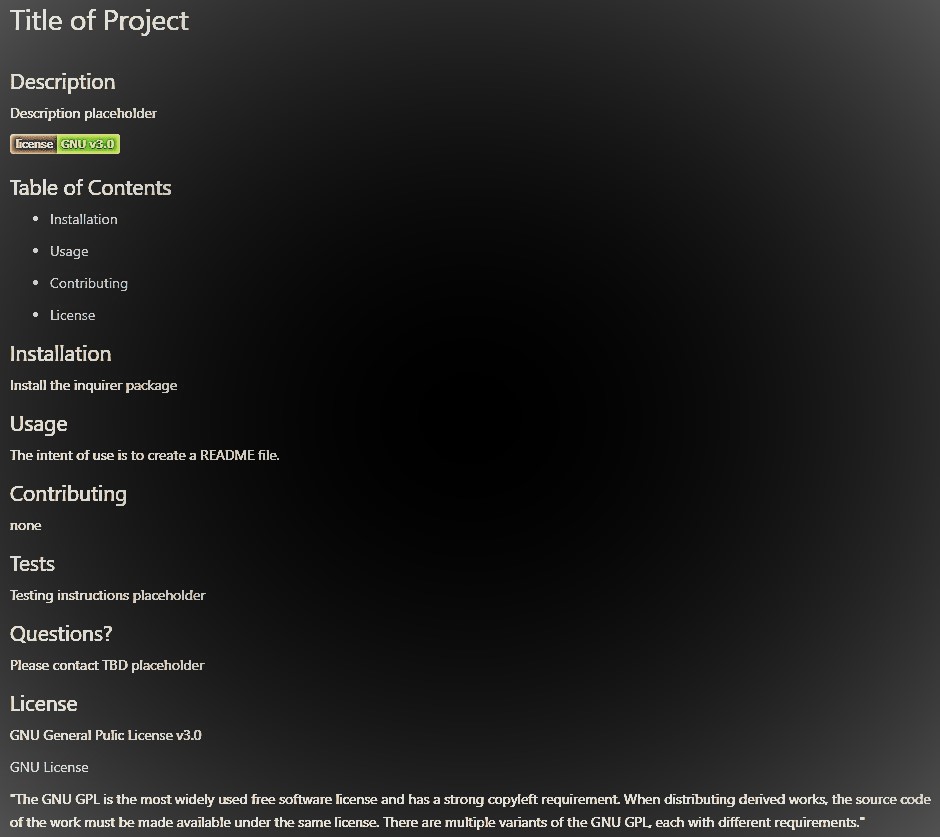 Title of Project
Description
Description placeholder
license GNU v3.0
Table of Contents
• Installation
• Usage
• Contributing
• License
Installation
Install the inquirer package
Usage
The intent of use is to create a README file.
Contributing
none
Tests
Testing instructions placeholder
Questions?
Please contact TBD placeholder
License
GNU General Pulic License v3.0
GNU License
"The GNU GPL is the most widely used free software license and has a strong copyleft requirement. When distributing derived works, the source code
of the work must be made available under the same license. There are multiple variants of the GNU GPL, each with different requirements."